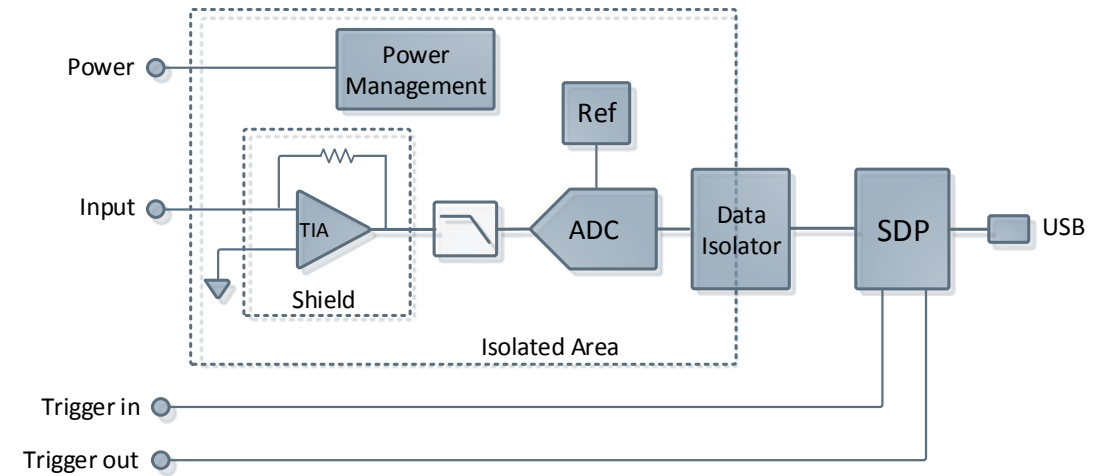 Power
Power
Management
Ref
Input
TIA
ADC
Data
Isolator
SDP
USB
Shield
Isolated Area
Trigger in
Trigger out